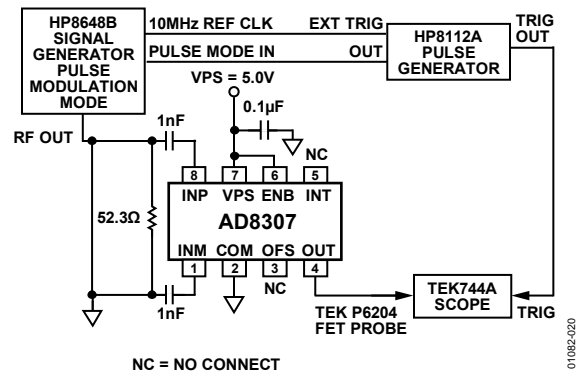 HP8648B
SIGNAL
GENERATOR
PULSE
MODULATION
MODE
10MHz REF CLK
EXT TRIG
PULSE MODE IN
OUT
HP8112A
PULSE
GENERATOR
TRIG
OUT
VPS = 5.0V
0.1µF
1nF
RF OUT
NC
8
7
6
5
INP
VPS
ENB
INT
52.3Ω
AD8307
INM
COM
OFS
OUT
1
2
3
4
NC
1nF
TEK P6204
FET PROBE
TEK744A
SCOPE
TRIG
NC = NO CONNECT
01082-020